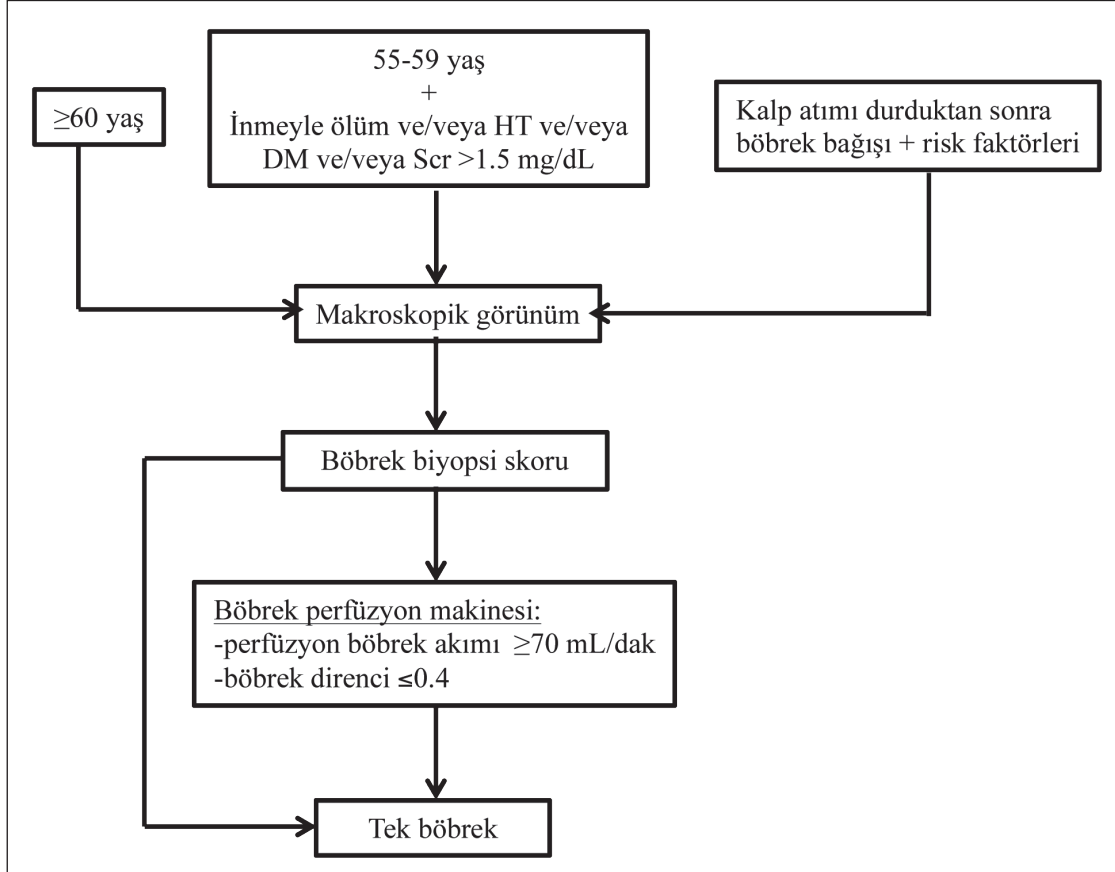 ≥60 yaş
55-59 yaş
+
İnmeyle ölüm ve/veya HT ve/veya
DM ve/veya Scr >1.5 mg/dL
Kalp atımı durduktan sonra
böbrek bağışı + risk faktörleri
Makroskopik görünüm
Böbrek biyopsi skoru
Böbrek perfüzyon makinesi:
-perfüzyon böbrek akımı ≥70 mL/dak
-böbrek direnci ≤0.4
Tek böbrek